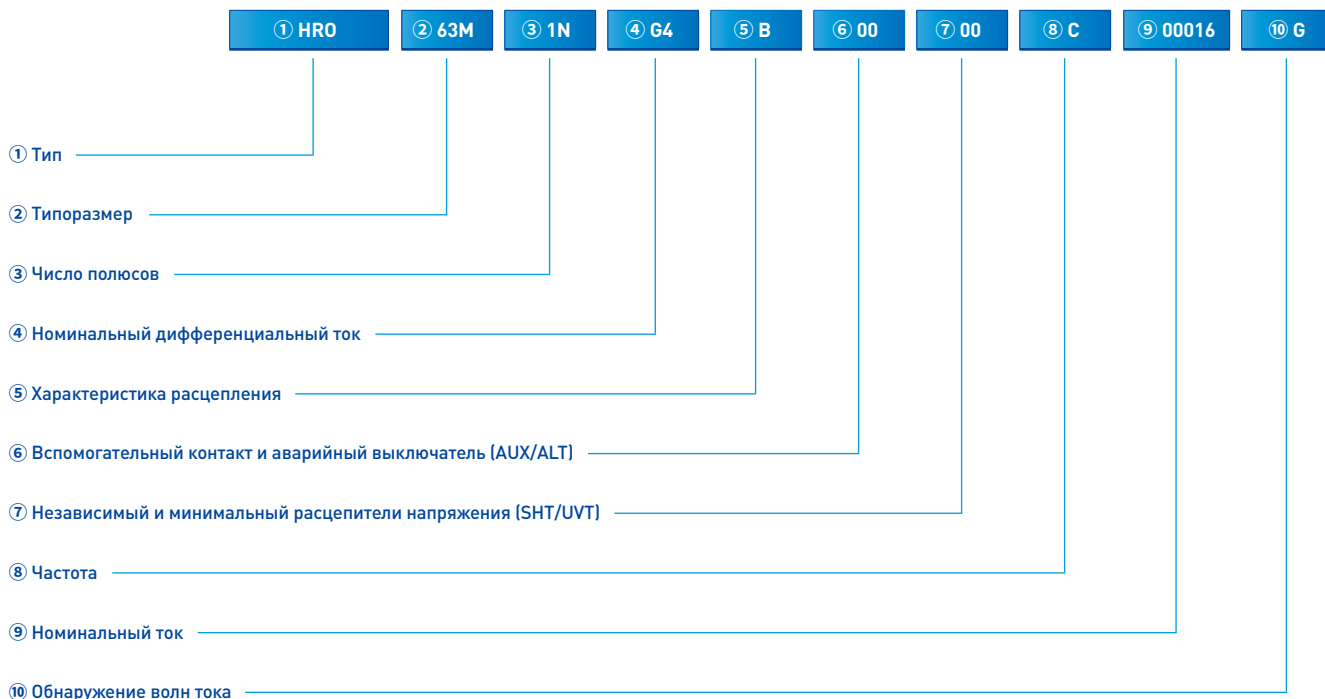 ① HRO ② 63M ③ 1N ④ G4 ⑤ B ⑥ 00 ⑦ 00 ⑧ C ⑨ 00016 ⑩ G
① Тип
② Типоразмер
③ Число полюсов
④ Номинальный дифференциальный ток
⑤ Характеристика расцепления
⑥ Вспомогательный контакт и аварийный выключатель (AUX/ALT)
⑦ Независимый и минимальный расцепители напряжения (SHT/UVT)
⑧ Частота
⑨ Номинальный ток
⑩ Обнаружение волн тока